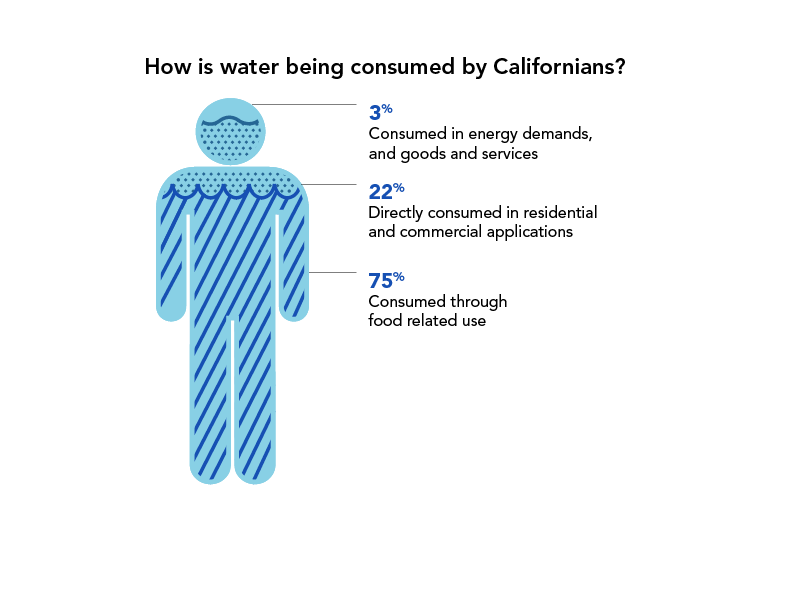 How is water being consumed by Californians?
3%
Consumed in energy demands,
and goods and services
22%
Directly consumed in residential
and commercial applications
75%
Consumed through
food related use